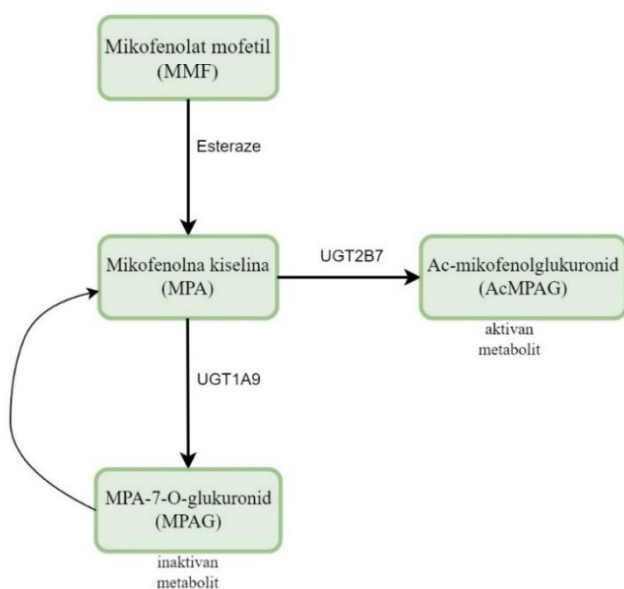 Mikofenolat mofetil
(MMF)
Esteraze
Mikofenolna kiselina
(MPA)
UGT2B7
Ac-mikofenolglukuronid
(AcMPAG)
aktivan
metabolit
UGT1A9
MPA-7-O-glukuronid
(MPAG)
inaktivan
metabolit